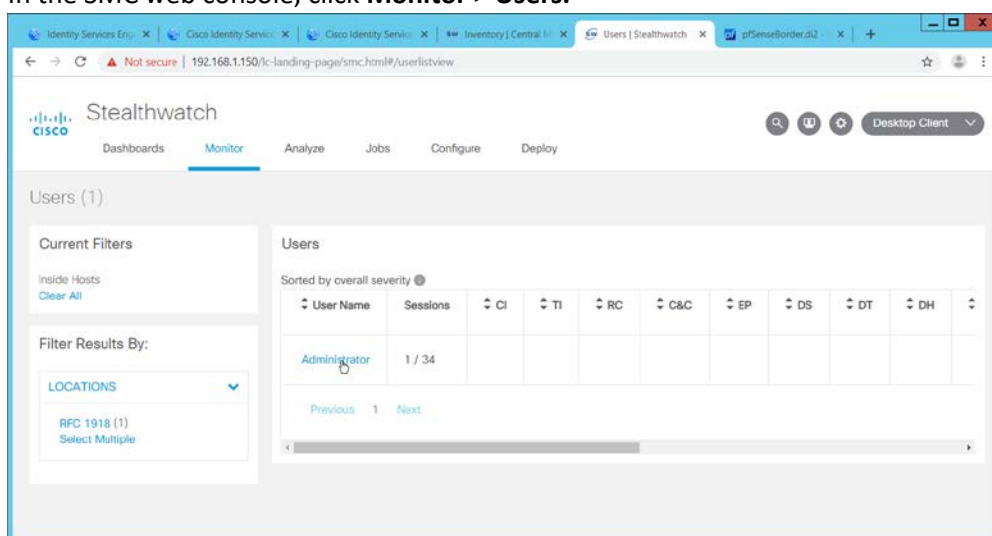 In the SMC web console, click Monitor > Users.
Identity Services Eng
Cisco Identity Servic
Cisco Identity Servic
Inventory | Central M
Users | Stealthwatch
pfSenseBorder.di2 -
Not secure | 192.168.1.150/lc-landing-page/smc.html#/userlistview
CISCO
Stealthwatch
Desktop Client
Dashboards Monitor Analyze Jobs Configure Deploy
Users (1)
Current Filters
Inside Hosts
Clear All
Filter Results By:
LOCATIONS
RFC 1918 (1)
Select Multiple
Users
Sorted by overall severity
User Name Sessions CI TI RC C&C EP DS DT DH
Administrator 1 / 34
Previous 1 Next